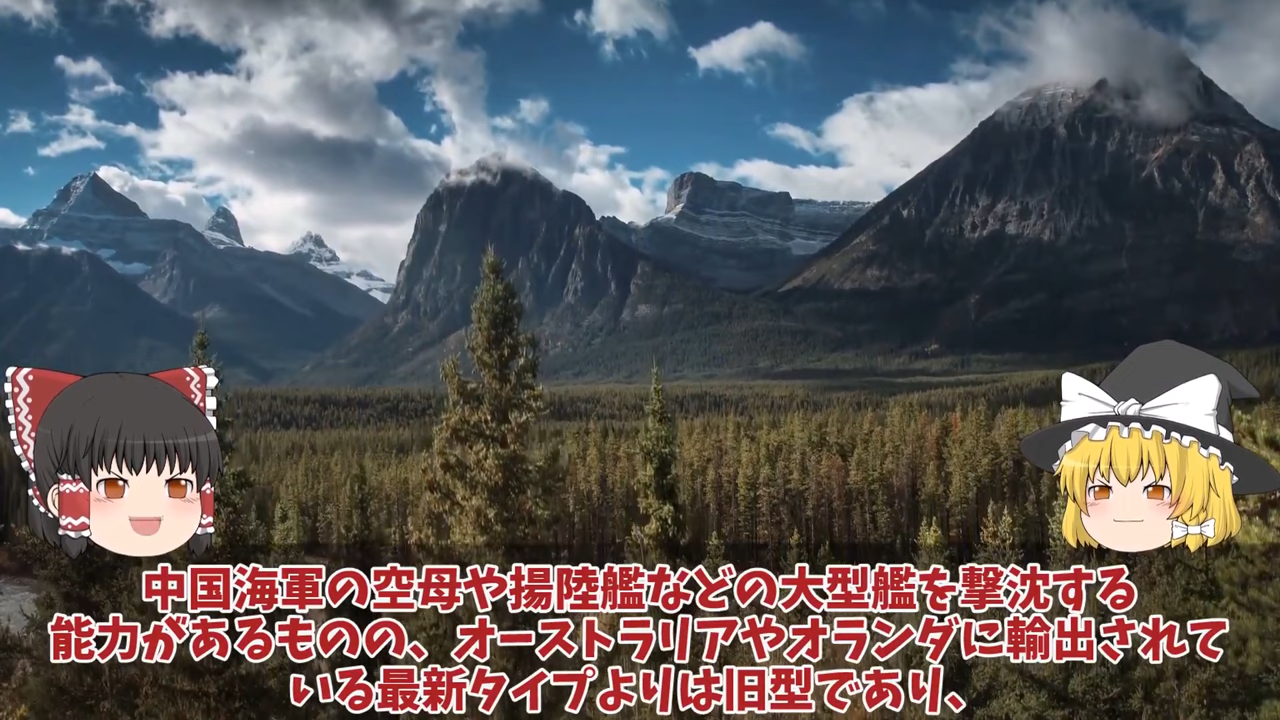 中国海軍の空母や揚陸艦などの大型艦を撃沈する
能力があるものの、オーストラリアやオランダに輸出されて
いる最新タイプよりは旧型であり、